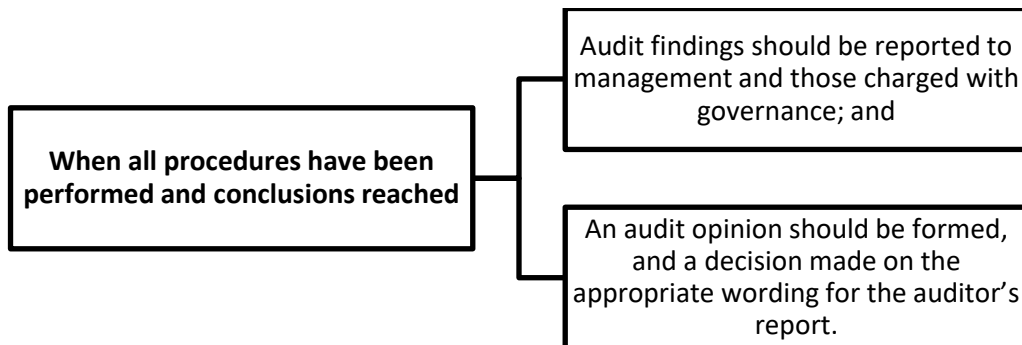 Audit findings should be reported to
management and those charged with
governance; and
When all procedures have been
performed and conclusions reached
An audit opinion should be formed,
and a decision made on the
appropriate wording for the auditor’s
report.